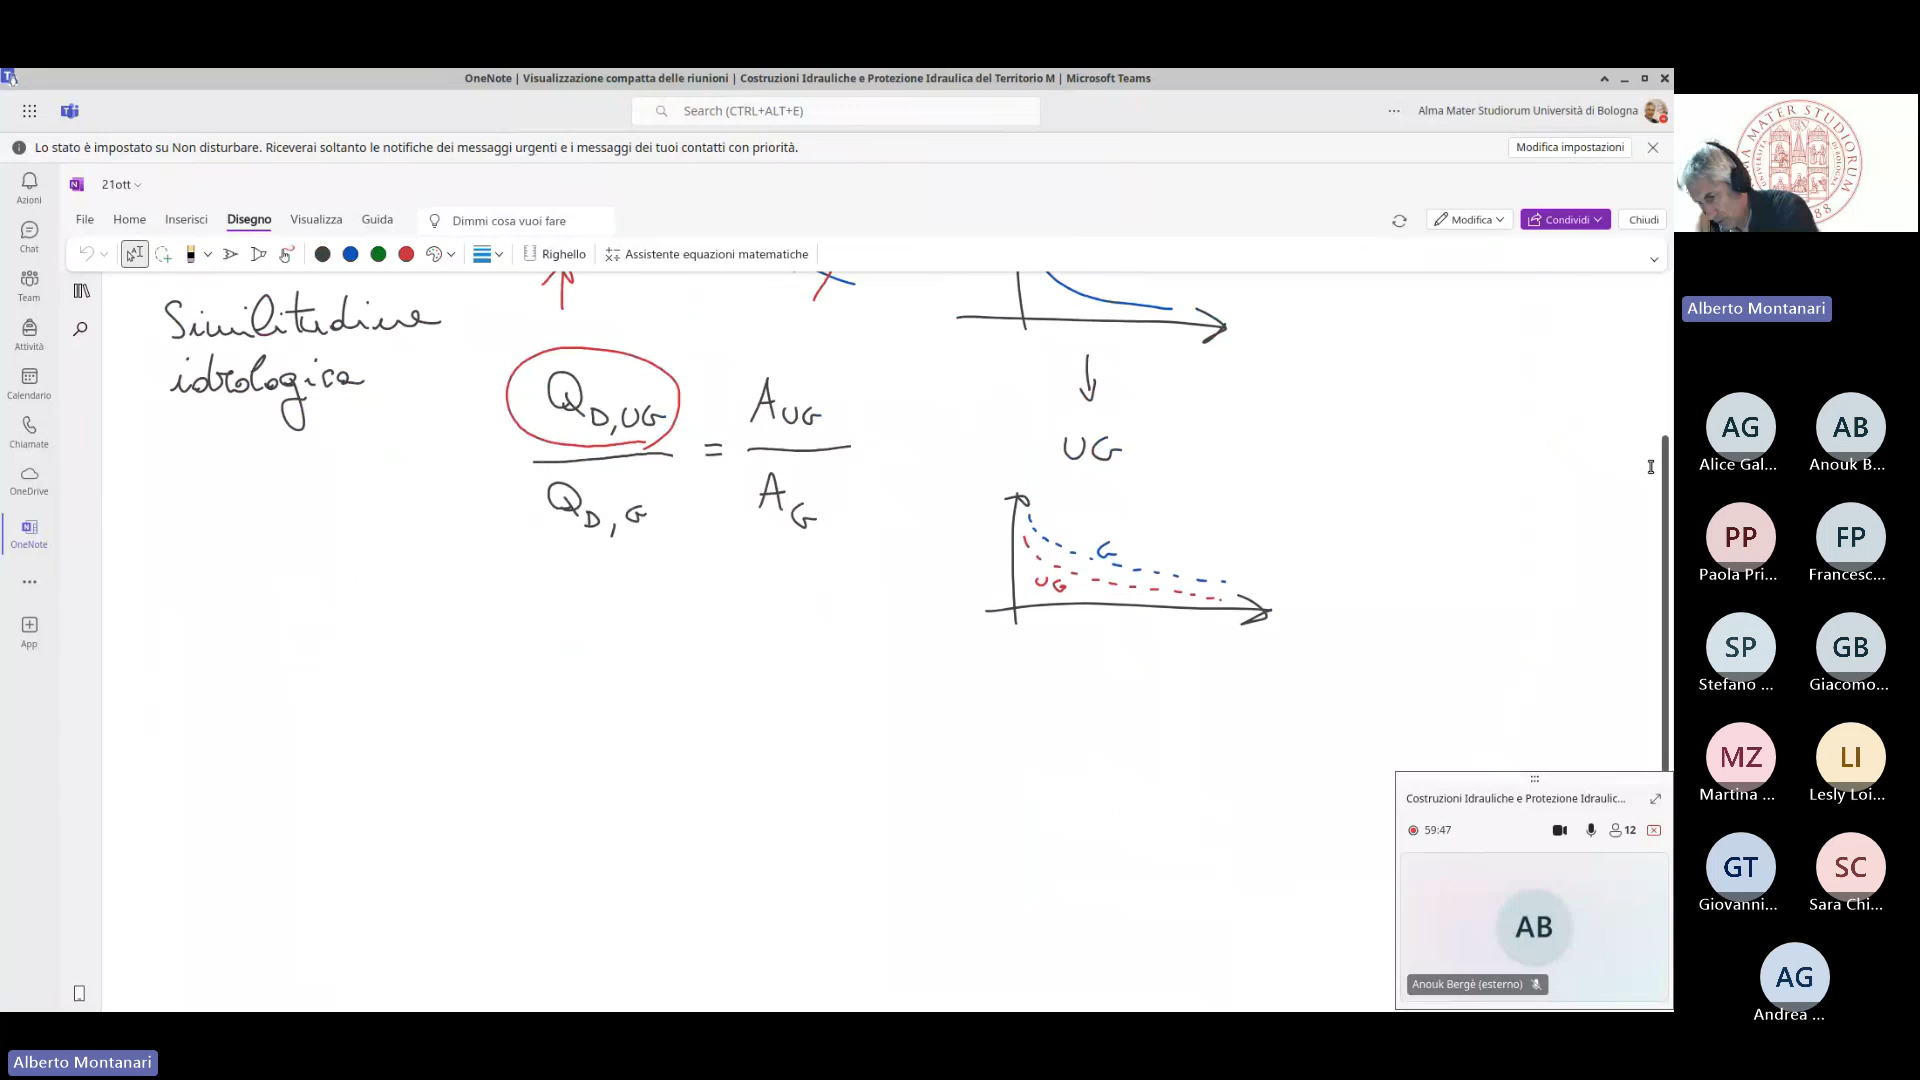 OneNote | Visualizzazione compatta delle riunioni | Costruzioni Idrauliche e Protezione Idraulica del Territorio M | Microsoft Teams
Search (CTRL+ALT+E)
Alma Mater Studiorum Università di Bologna
Lo stato è impostato su Non disturbare. Riceverai soltanto le notifiche dei messaggi urgenti e i messaggi dei tuoi contatti con priorità.
Modifica impostazioni
Azioni
Chat
Team
Attività
Calendario
Chiamate
OneDrive
OneNote
App
21ott
File Home Inserisci Disegno Visualizza Guida Dimmi cosa vuoi fare
Modifica Condividi Chiudi
Righello Assistente equazioni matematiche
Similitudine
idrologica
Q D,UG = A UG
Q D,G A G
UG
G
UG
Costruzioni Idrauliche e Protezione Idraulic...
59:47
12
AB
Anouk Bergè (esterno)
ALMA MATER STUDIORUM
88
Alberto Montanari
AG AB
Alice Gal... Anouk B...
PP FP
Paola Pri... Francesc...
SP GB
Stefano ... Giacomo...
MZ LI
Martina ... Lesly Loi...
GT SC
Giovanni... Sara Chi...
AG
Andrea ...
Alberto Montanari